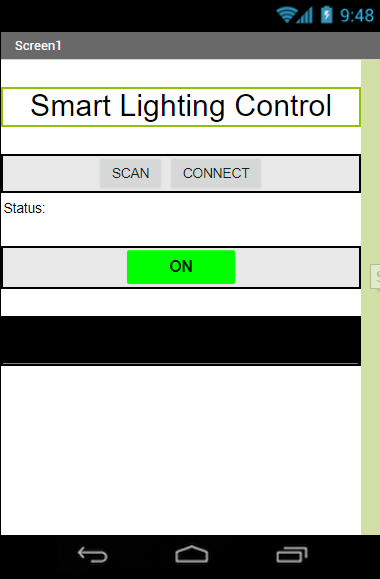 9:48
Screen1
Smart Lighting Control
SCAN CONNECT
Status:
ON
S